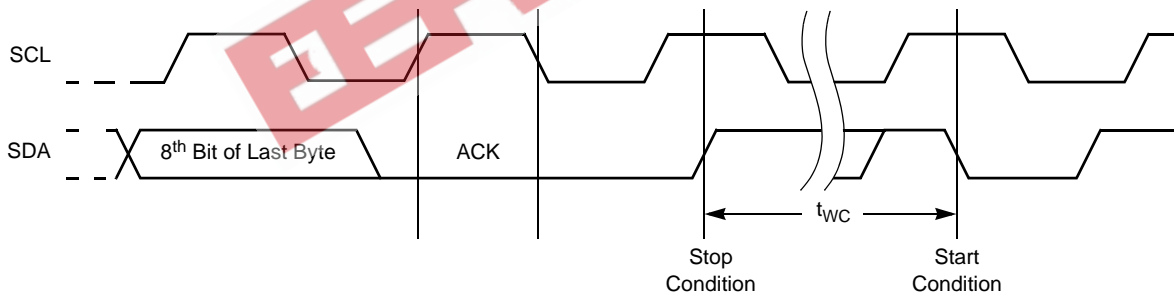 SCL
SDA
8th Bit of Last Byte
ACK
tWC
Stop
Condition
Start
Condition